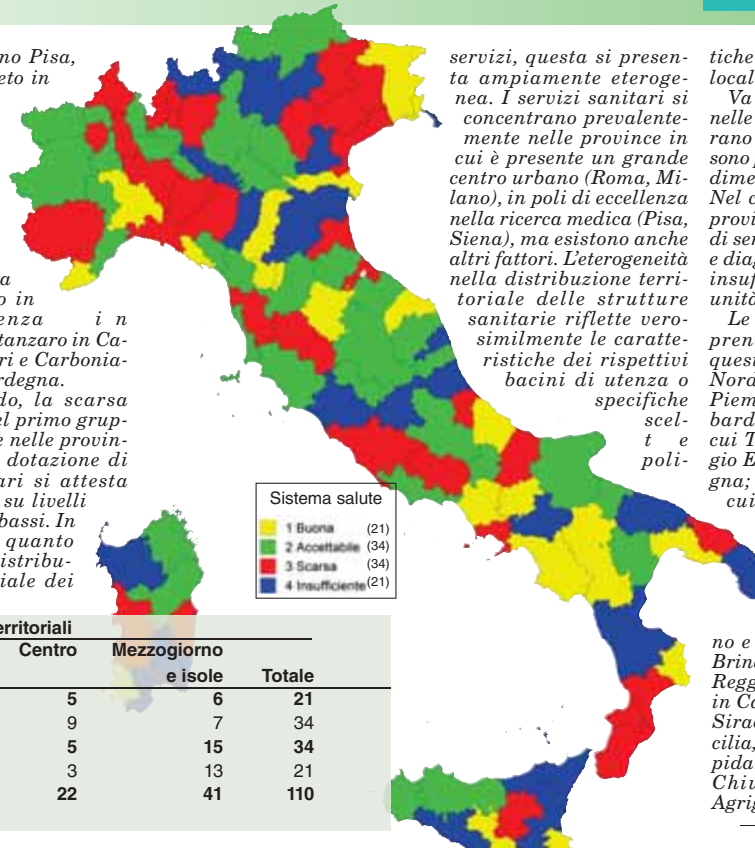 no Pisa,
eto in
a
o in
enza in
tanzaro in Ca-
ri e Carbonia-
rdegna.
do, la scarsa
el primo grup-
e nelle provin-
dotazione di
ari si attesta
su livelli
bassi. In
quanto
istribu-
iale dei
servizi, questa si presen-
ta ampiamente eteroge-
nea. I servizi sanitari si
concentrano prevalente-
mente nelle province in
cui è presente un grande
centro urbano (Roma, Mi-
lano), in poli di eccellenza
nella ricerca medica (Pisa,
Siena), ma esistono anche
altri fattori. L'eterogeneità
nella distribuzione terri-
toriale delle strutture
sanitarie riflette vero-
similmente le caratte-
ristiche dei rispettivi
bacini di utenza o
specifiche
scel-
t e
poli-
tiche
local
Va
nelle
rano
sono p
dime
Nel c
provi
di ser
e diag
insuf
unità
Le
pren
quest
Nord
Piem
bard
cui T
gio E
gna;
cui
no e
Brind
Regg
in Co
Sirac
cilia,
pida
Chiu
Agrig
Sistema salute
1 Buona (21)
2 Accettabile (34)
3 Scarsa (34)
4 Insufficiente (21)
erritoriali
Centro Mezzogiorno
e isole Totale
5 6 21
9 7 34
5 15 34
3 13 21
22 41 110